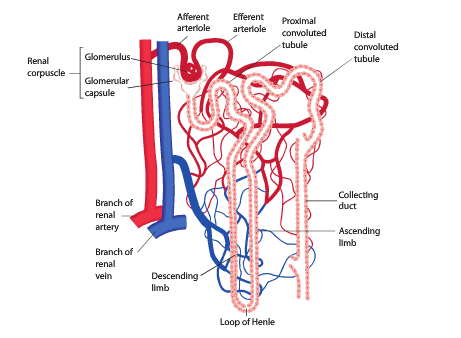 Afferent
arteriole
Efferent
arteriole
Proximal
convoluted
tubule
Distal
convoluted
tubule
Renal
corpuscle
Glomerulus
Glomerular
capsule
Collecting
duct
Branch of
renal
artery
Ascending
limb
Branch of
renal
vein
Descending
limb
Loop of Henle